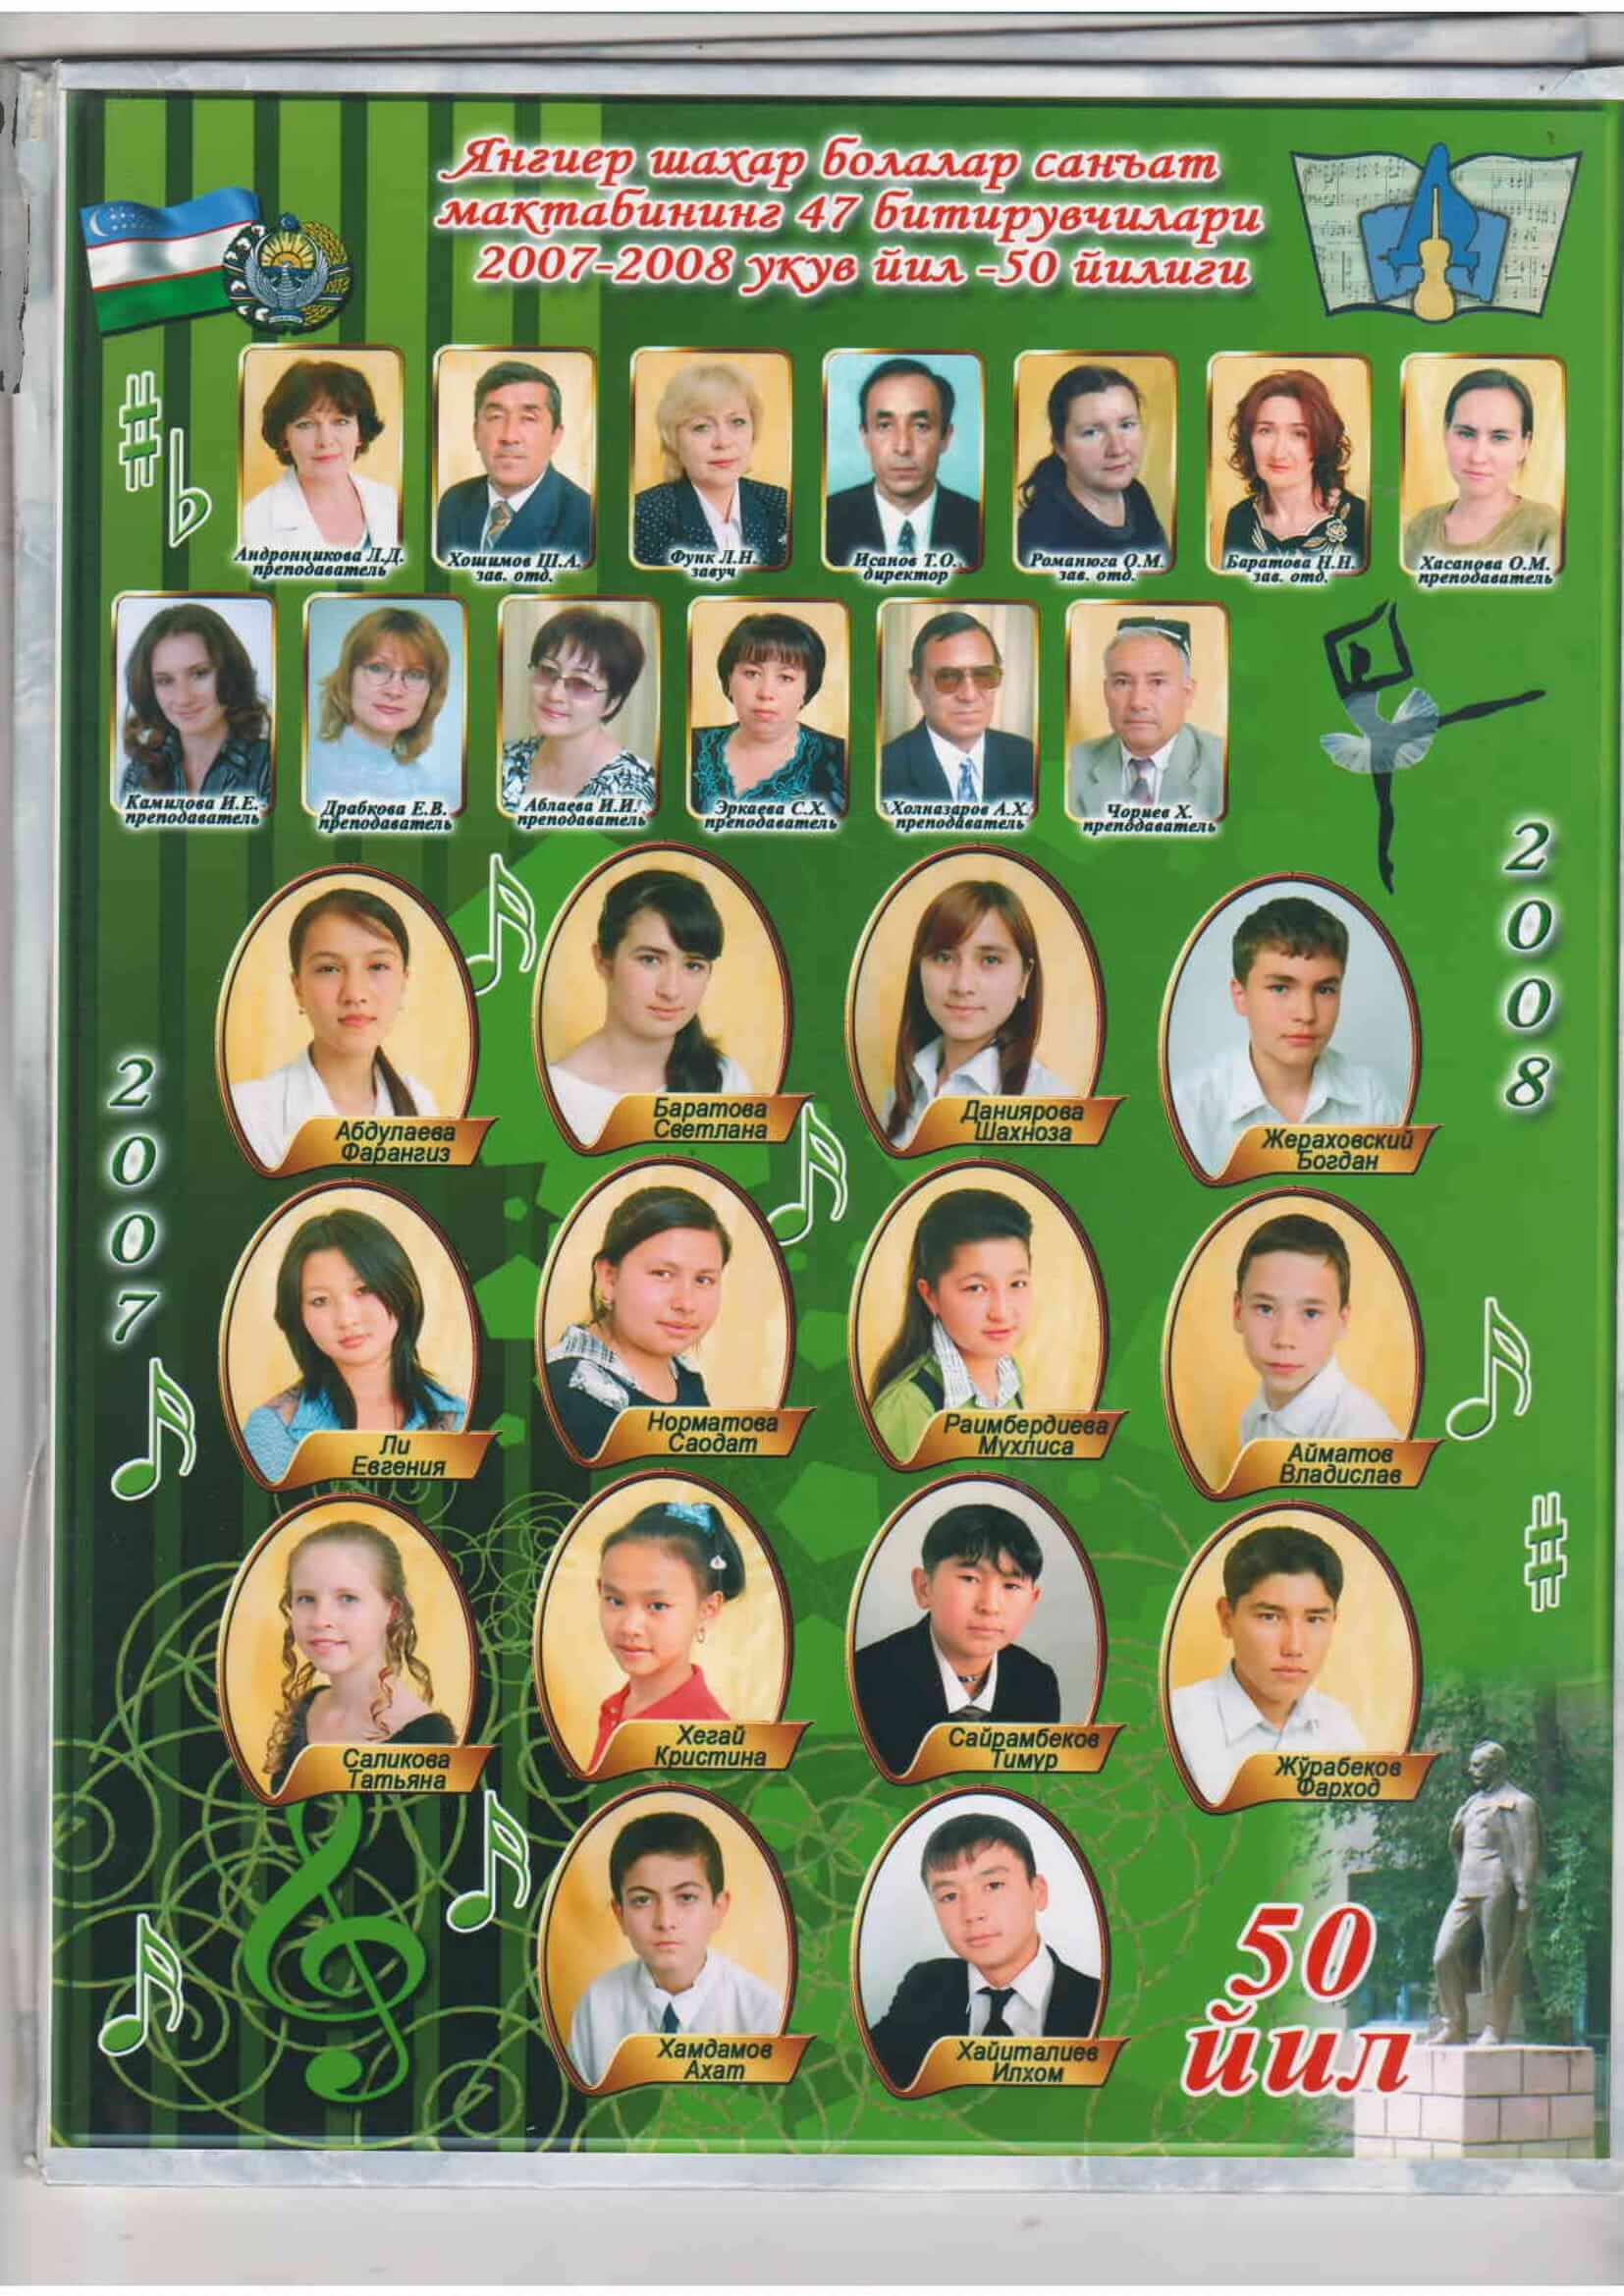 Янгиер шахар болалар санъат
мактабининг 47 битирувчилари
2007-2008 укув йил -50 йилиги
Андронникова Л.Д.
преподаватель
Хошимов Ш.А.
зав. отд.
Функ Л.Н.
завуч
Исанов Т.О.
директор
Романюга О.М.
зав. отд.
Баратова Н.Н.
зав. отд.
Хасанова О.М.
преподаватель
Камилова И.Е.
преподаватель
Драбкова Е.В.
преподаватель
Аблаева И.И.
преподаватель
Эркаева С.Х.
преподаватель
Холназаров А.Х.
преподаватель
Чориев Х.
преподаватель
2007
2008
Абдулаева
Фарангиз
Баратова
Светлана
Даниярова
Шахноза
Жераховский
Богдан
Ли
Евгения
Норматова
Саодат
Раимбердиева
Мухлиса
Айматов
Владислав
Саликова
Татьяна
Хегай
Кристина
Сайрамбеков
Тимур
Жўрабеков
Фарход
Хамдамов
Ахат
Хайиталиев
Илхом
50
йил